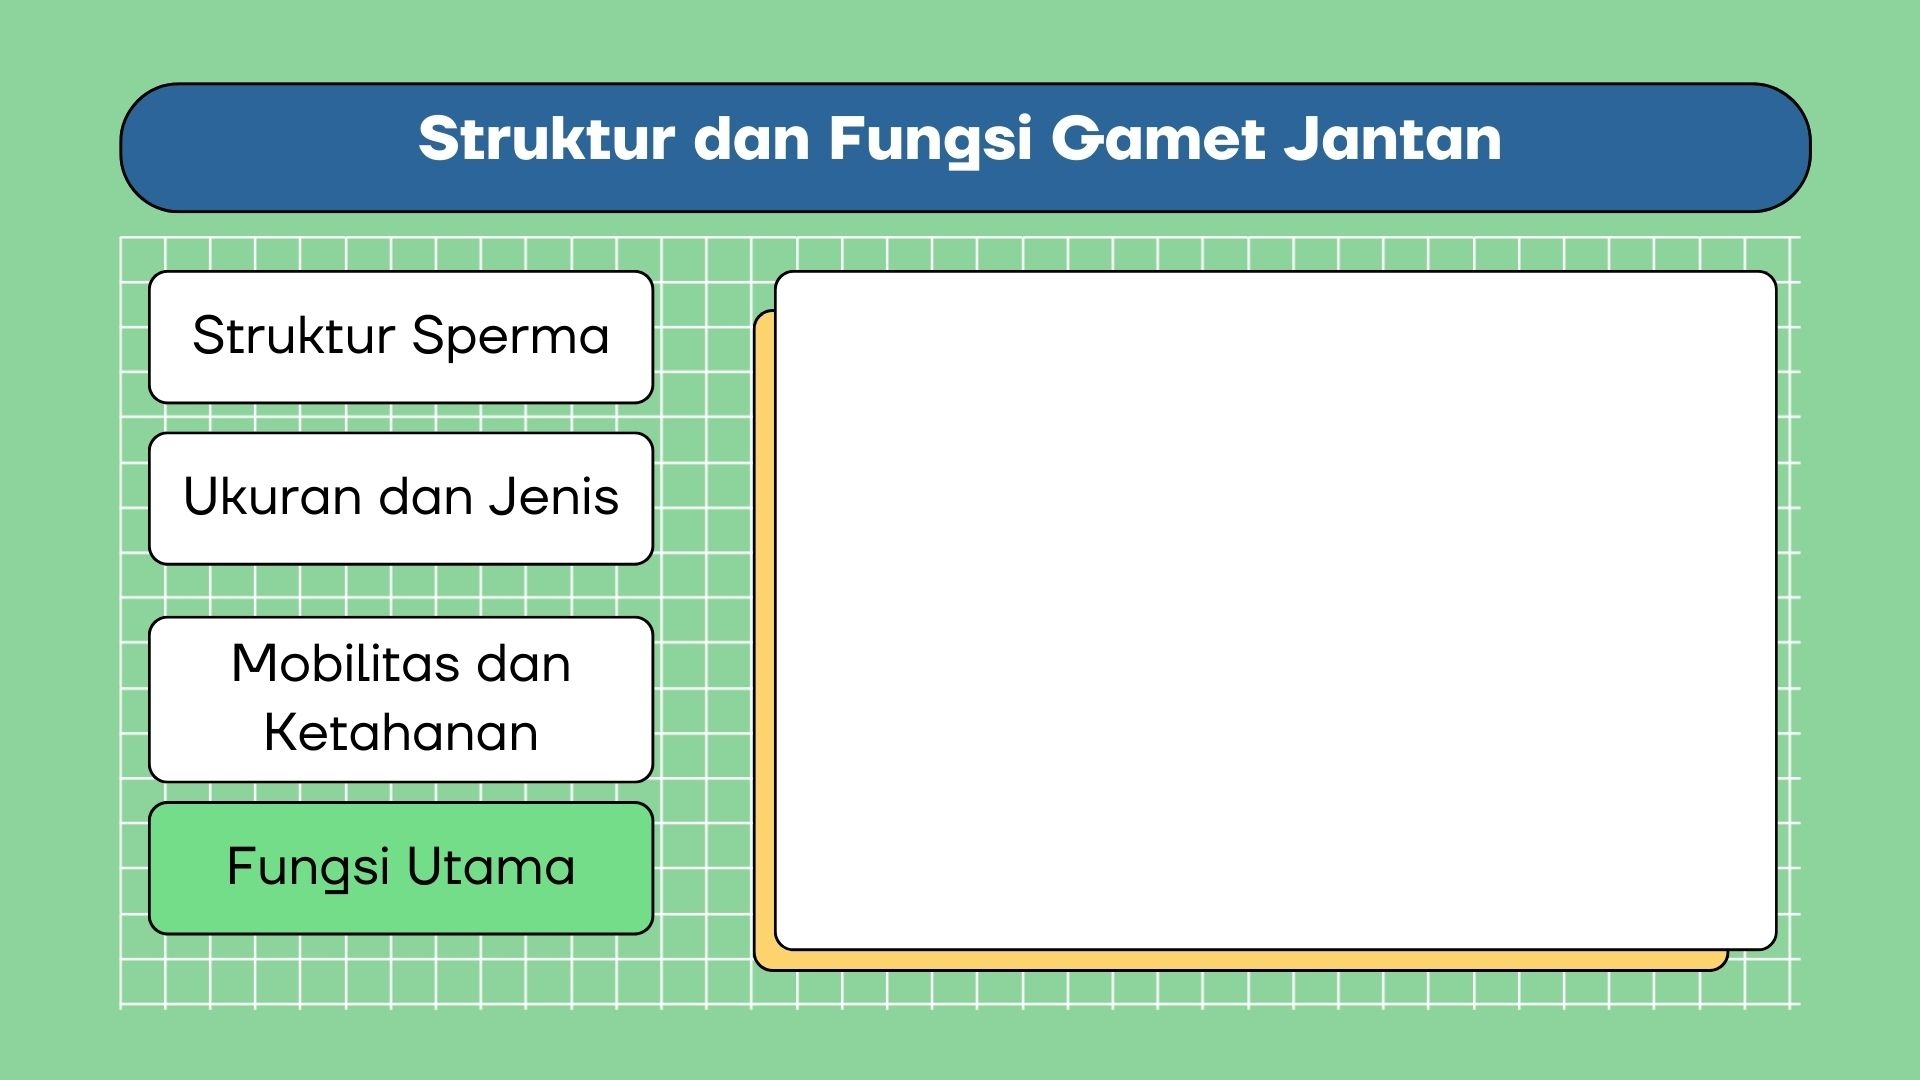 Struktur dan Fungsi Gamet Jantan
Struktur Sperma
Ukuran dan Jenis
Mobilitas dan
Ketahanan
Fungsi Utama